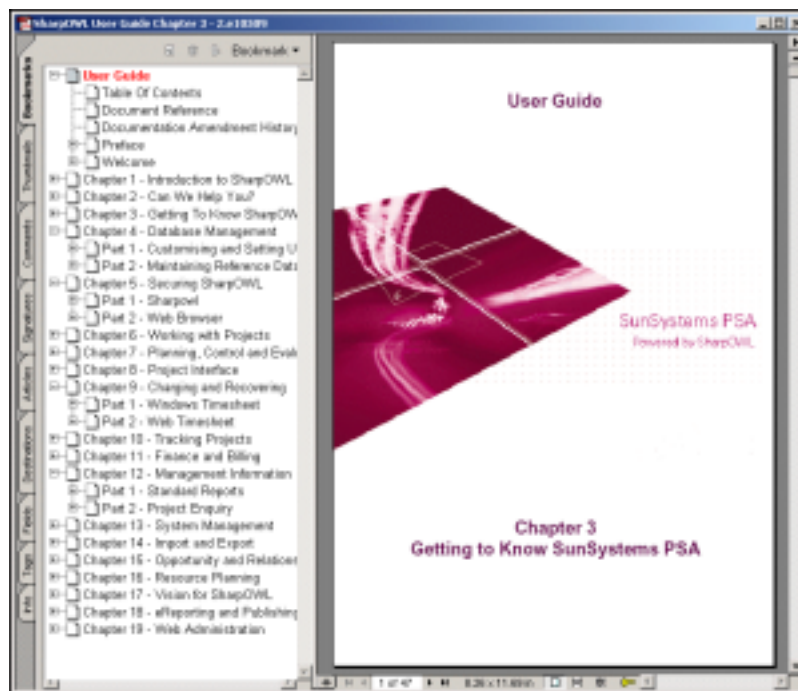 SharpOWL User Guide Chapter 3 - 2.e10309
Bookmark
Bookmarks
Thumbnails
Comments
Signatures
Articles
Destinations
Fields
Tags
Info
User Guide
Table Of Contents
Document Reference
Documentation Amendment History
Preface
Welcome
Chapter 1 - Introduction to SharpOWL
Chapter 2 - Can We Help You?
Chapter 3 - Getting To Know SharpOW
Chapter 4 - Database Management
Part 1 - Customising and Setting U
Part 2 - Maintaining Reference Data
Chapter 5 - Securing SharpOWL
Part 1 - Sharpowl
Part 2 - Web Browser
Chapter 6 - Working with Projects
Chapter 7 - Planning, Control and Eval
Chapter 8 - Project Interface
Chapter 9 - Charging and Recovering
Part 1 - Windows Timesheet
Part 2 - Web Timesheet
Chapter 10 - Tracking Projects
Chapter 11 - Finance and Billing
Chapter 12 - Management Information
Part 1 - Standard Reports
Part 2 - Project Enquiry
Chapter 13 - System Management
Chapter 14 - Import and Export
Chapter 15 - Opportunity and Relations
Chapter 16 - Resource Planning
Chapter 17 - Vision for SharpOWL
Chapter 18 - eReporting and Publishing
Chapter 19 - Web Administration
User Guide
SunSystems PSA
Powered by SharpOWL
Chapter 3
Getting to Know SunSystems PSA
1 of 47
8.26 x 11.69 in